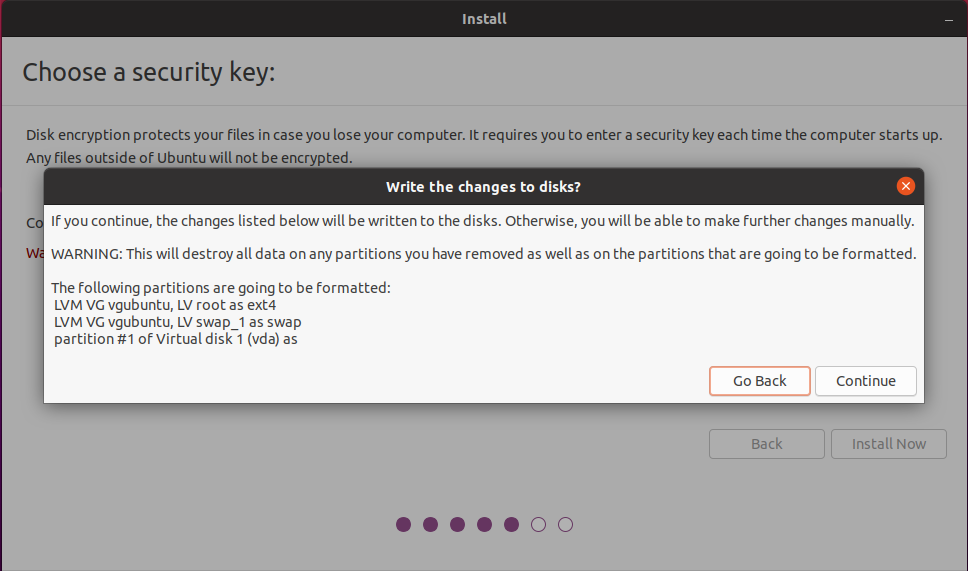 Install
Choose a security key:
Disk encryption protects your files in case you lose your computer. It requires you to enter a security key each time the computer starts up.
Any files outside of Ubuntu will not be encrypted.
Write the changes to disks?
If you continue, the changes listed below will be written to the disks. Otherwise, you will be able to make further changes manually.
WARNING: This will destroy all data on any partitions you have removed as well as on the partitions that are going to be formatted.
The following partitions are going to be formatted:
LVM VG vgubuntu, LV root as ext4
LVM VG vgubuntu, LV swap_1 as swap
partition #1 of Virtual disk 1 (vda) as
Go Back Continue
Back Install Now